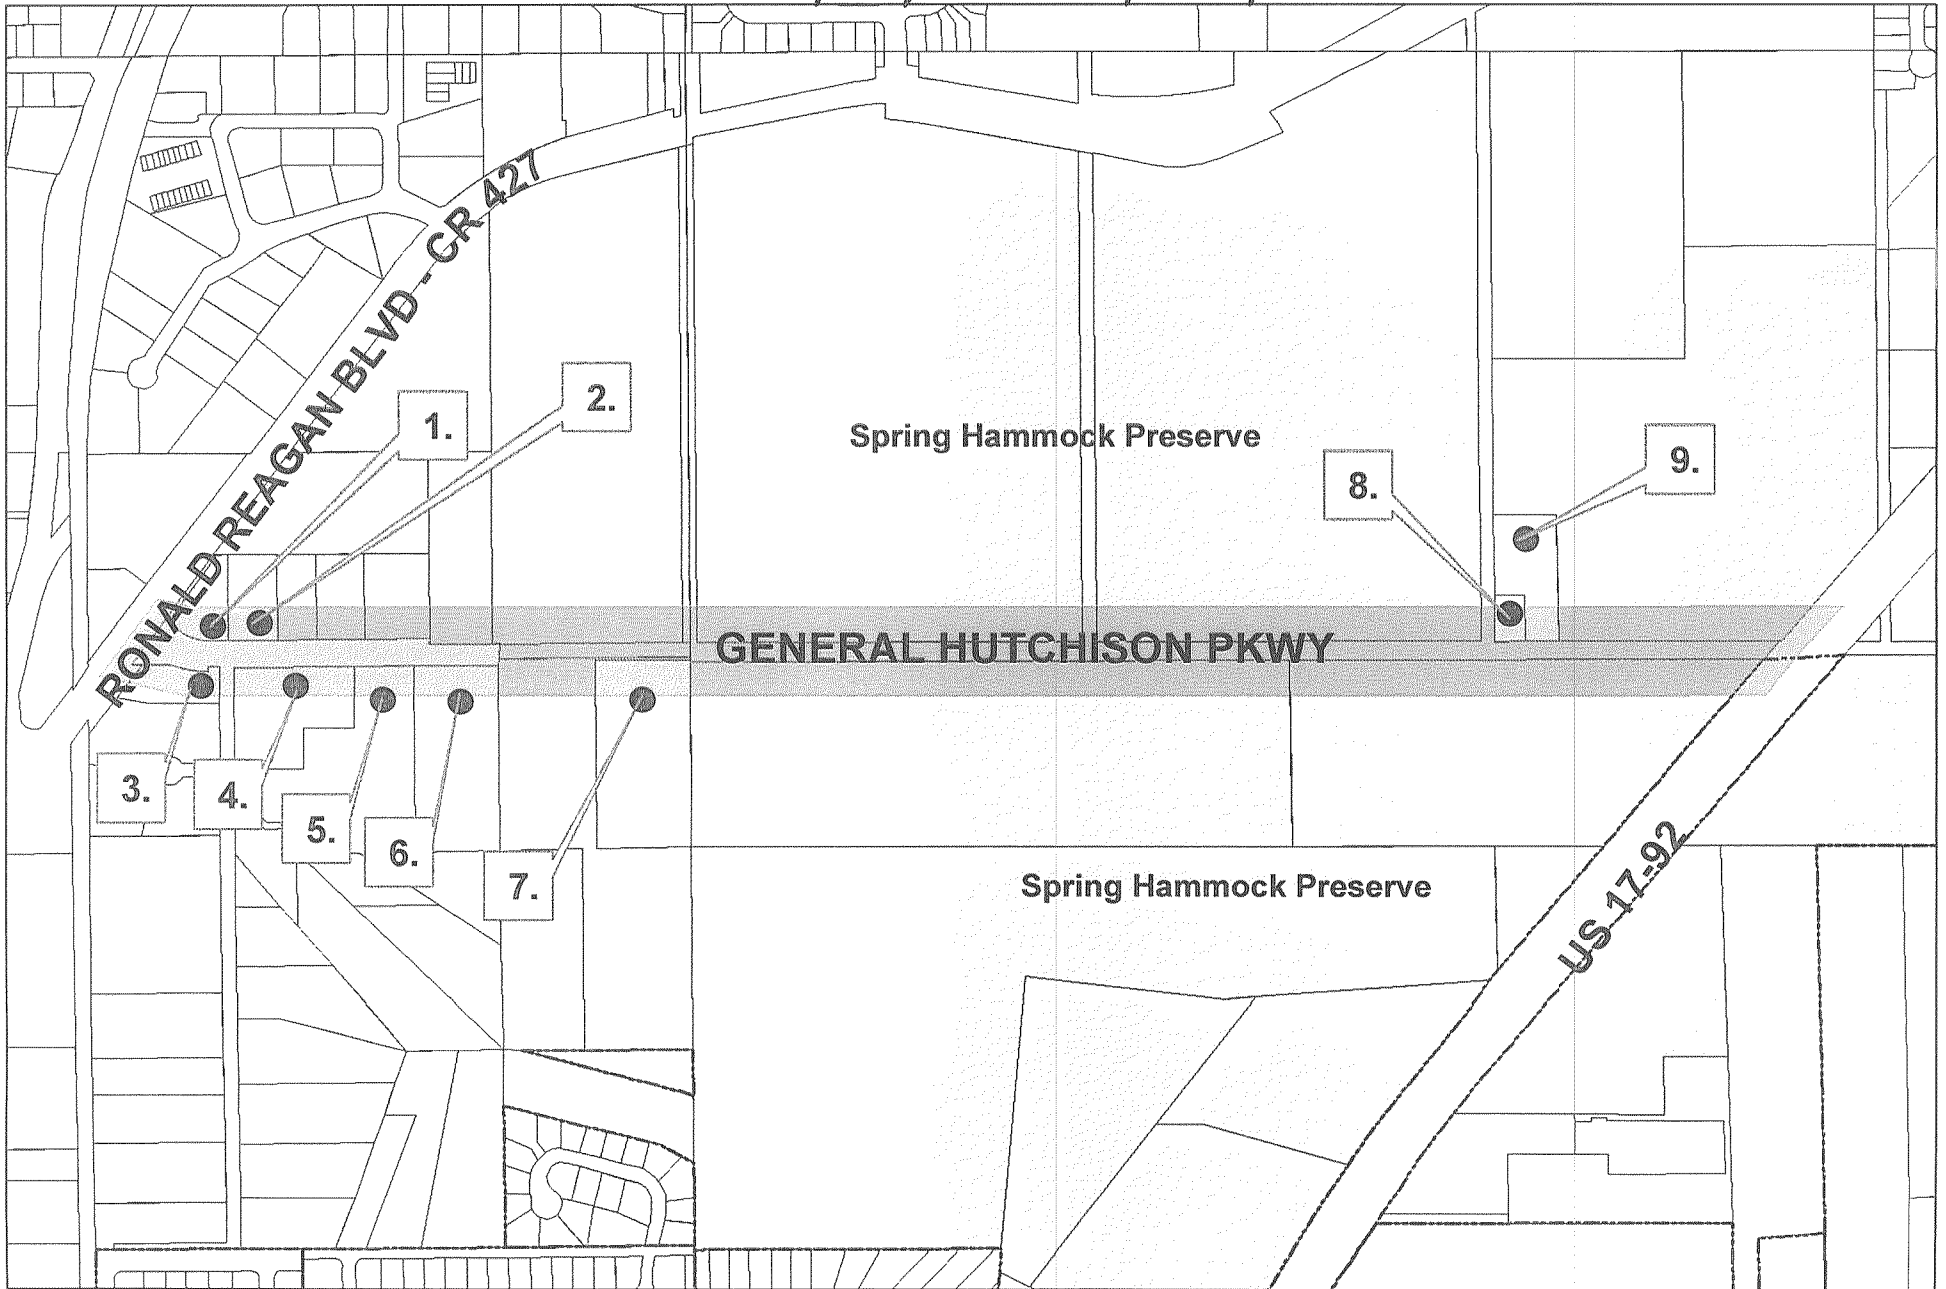 RONALD REAGAN BLVD - CR 427
1.
2.
Spring Hammock Preserve
8.
9.
GENERAL HUTCHISON PKWY
3.
4.
5.
6.
7.
Spring Hammock Preserve
US 17-92